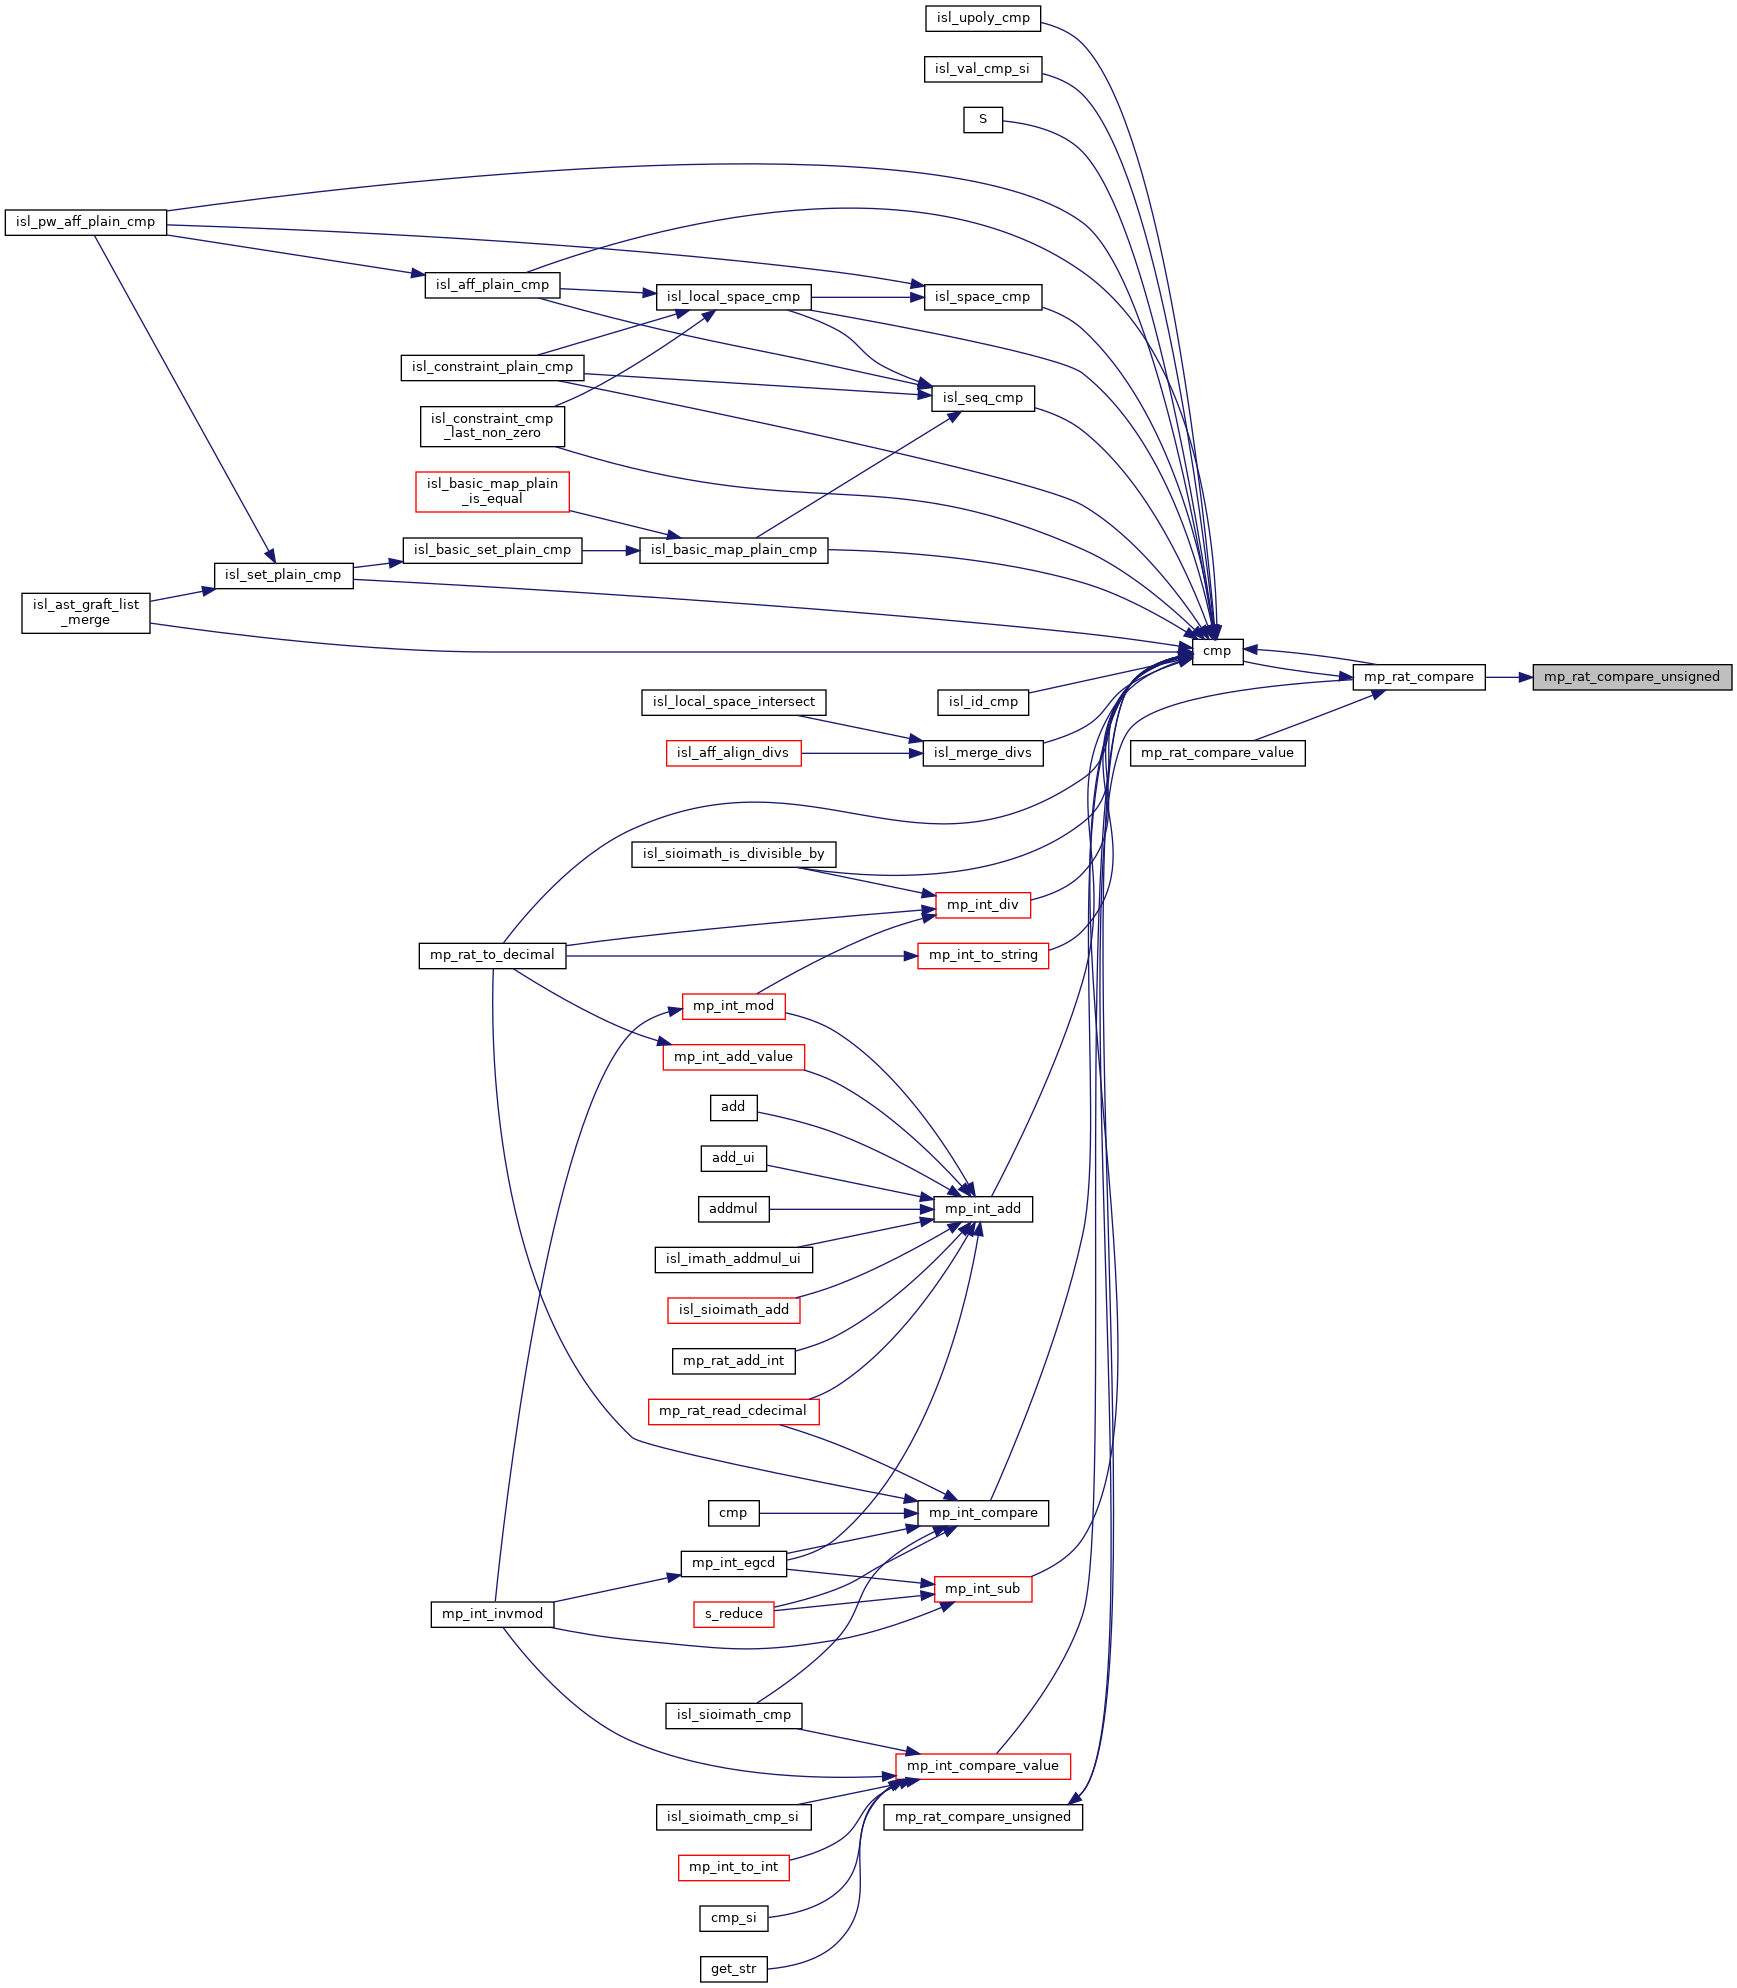 isl_upoly_cmp
isl_val_cmp_si
S
isl_pw_aff_plain_cmp
isl_aff_plain_cmp
isl_local_space_cmp
isl_space_cmp
isl_constraint_plain_cmp
isl_seq_cmp
isl_constraint_cmp
_last_non_zero
isl_basic_map_plain
_is_equal
isl_basic_set_plain_cmp
isl_basic_map_plain_cmp
isl_set_plain_cmp
isl_ast_graft_list
_merge
cmp
mp_rat_compare
mp_rat_compare_unsigned
isl_local_space_intersect
isl_id_cmp
isl_aff_align_divs
isl_merge_divs
mp_rat_compare_value
isl_sioimath_is_divisible_by
mp_int_div
mp_rat_to_decimal
mp_int_to_string
mp_int_mod
mp_int_add_value
add
add_ui
addmul
mp_int_add
isl_imath_addmul_ui
isl_sioimath_add
mp_rat_add_int
mp_rat_read_cdecimal
cmp
mp_int_compare
mp_int_egcd
mp_int_sub
mp_int_invmod
s_reduce
isl_sioimath_cmp
mp_int_compare_value
isl_sioimath_cmp_si
mp_rat_compare_unsigned
mp_int_to_int
cmp_si
get_str